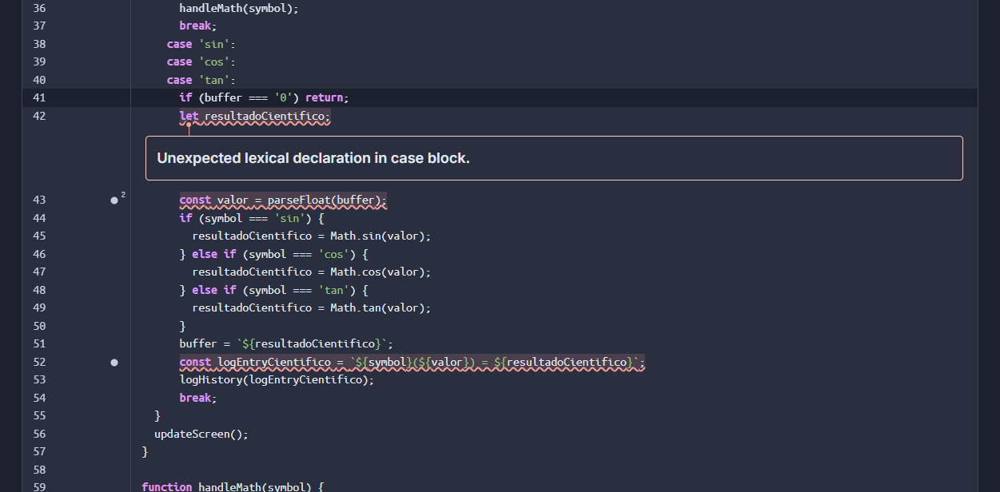 36 handleMath(symbol);
37 break;
38 case 'sin':
39 case 'cos':
40 case 'tan':
41 if (buffer === '0') return;
42 let resultadoCientifico;
Unexpected lexical declaration in case block.
43 2 const valor = parseFloat(buffer);
44 if (symbol === 'sin') {
45 resultadoCientifico = Math.sin(valor);
46 } else if (symbol === 'cos') {
47 resultadoCientifico = Math.cos(valor);
48 } else if (symbol === 'tan') {
49 resultadoCientifico = Math.tan(valor);
50 }
51 buffer = `${resultadoCientifico}`;
52 const logEntryCientifico = `${symbol}(${valor}) = ${resultadoCientifico}`;
53 logHistory(logEntryCientifico);
54 break;
55 }
56 updateScreen();
57 }
58
59 function handleMath(symbol) {